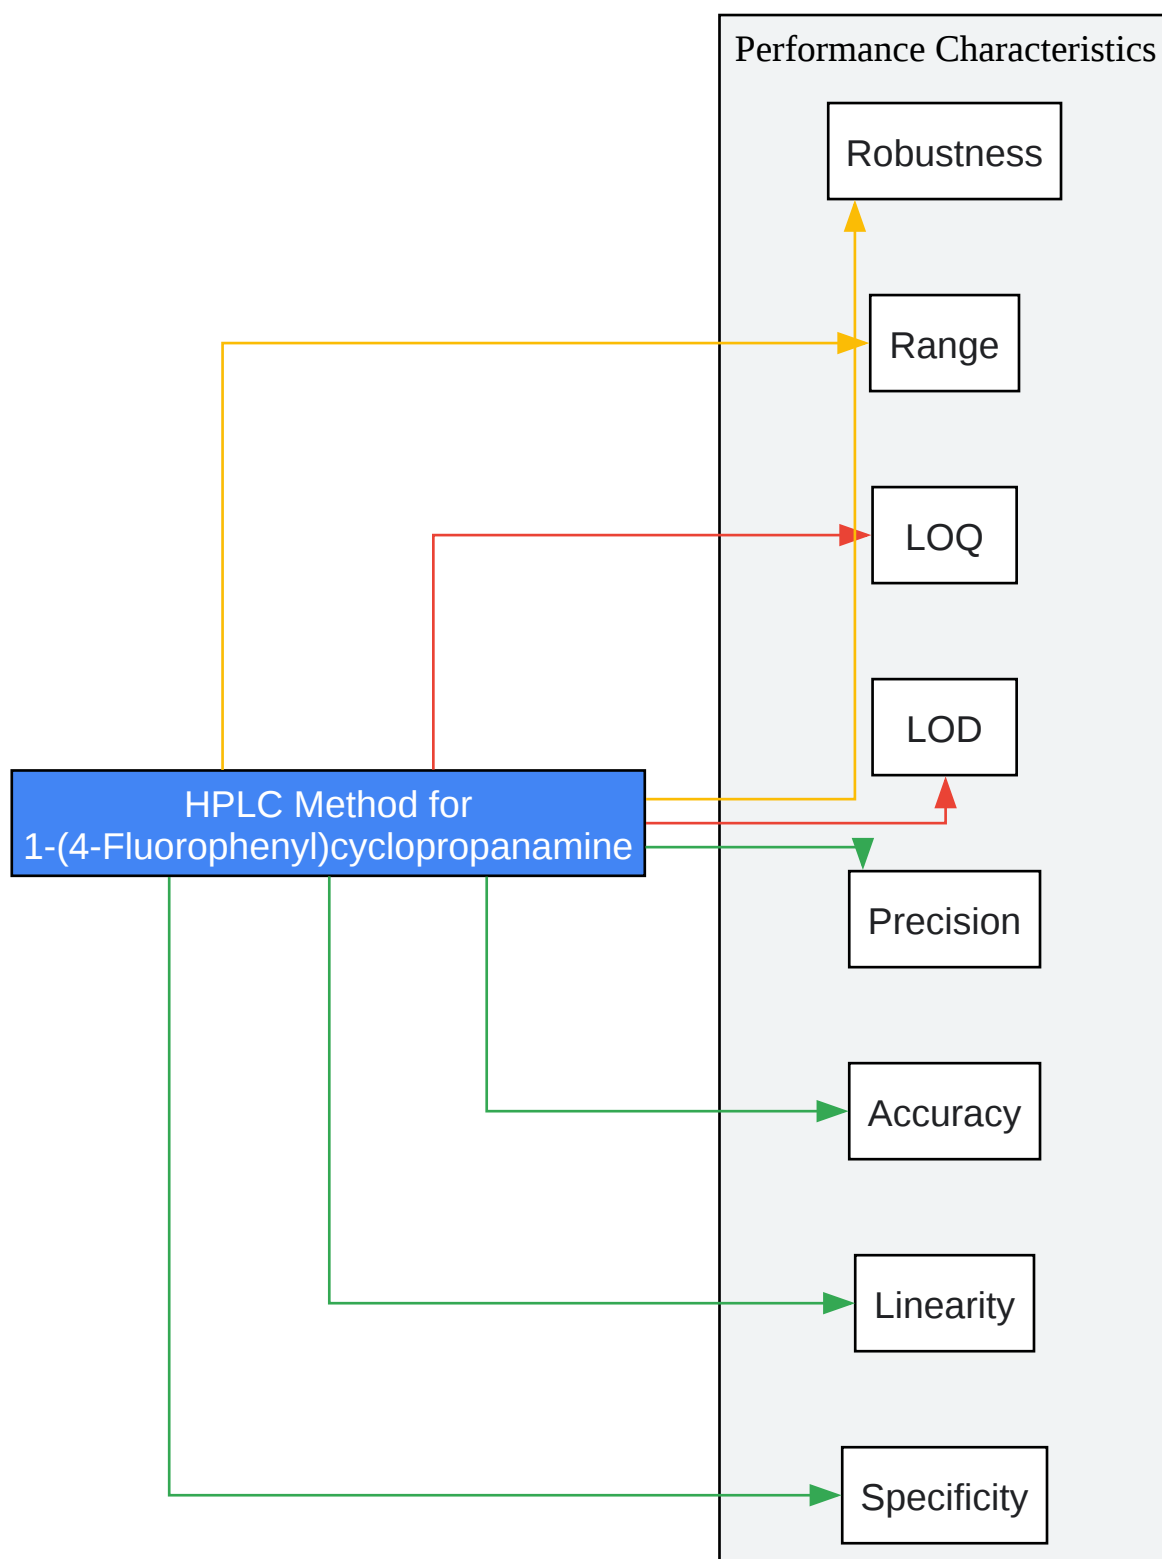 Performance Characteristics
Robustness
Range
LOQ
LOD
HPLC Method for
1-(4-Fluorophenyl)cyclopropanamine
Precision
Accuracy
Linearity
Specificity